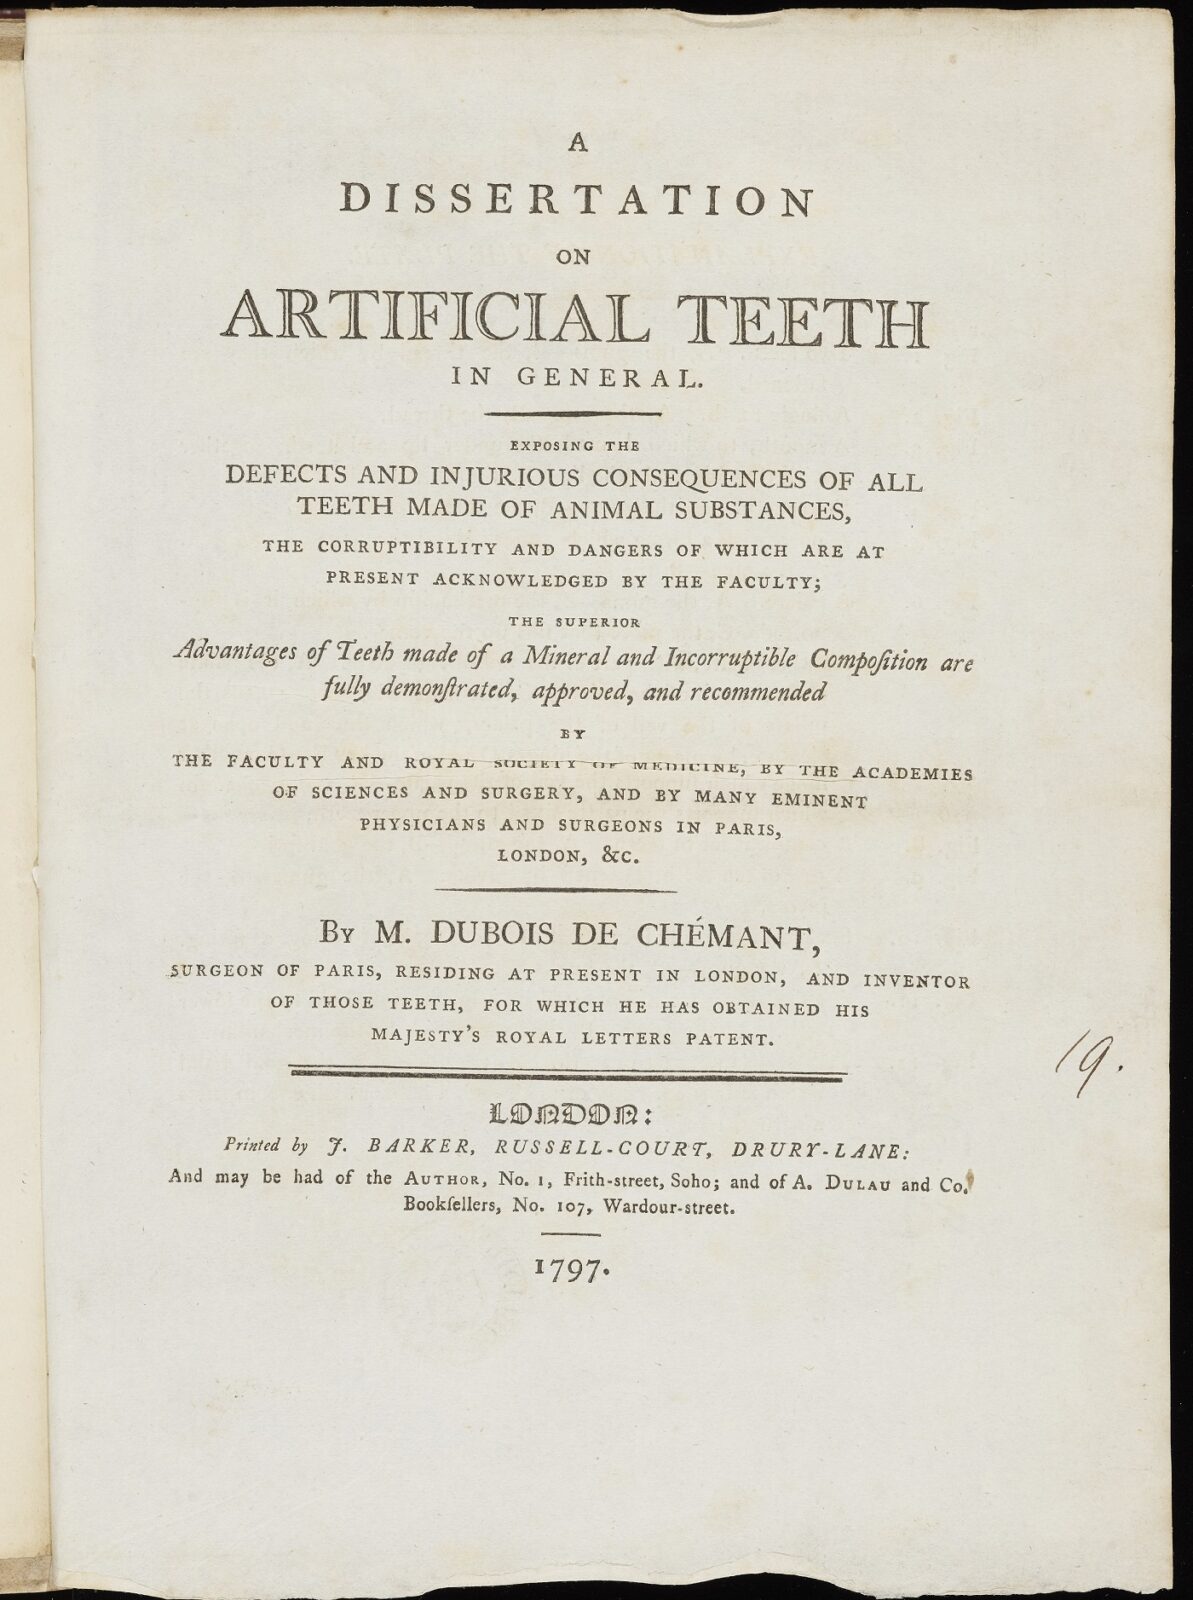 A
DISSERTATION
ON
ARTIFICIAL TEETH
IN GENERAL.
EXPOSING THE
DEFECTS AND INJURIOUS CONSEQUENCES OF ALL
TEETH MADE OF ANIMAL SUBSTANCES,
THE CORRUPTIBILITY AND DANGERS OF WHICH ARE AT
PRESENT ACKNOWLEDGED BY THE FACULTY;
THE SUPERIOR
Advantages of Teeth made of a Mineral and Incorruptible Compoſition are
fully demonſtrated, approved, and recommended
BY
THE FACULTY AND ROYAL SOCIETY OF MEDICINE, BY THE ACADEMIES
OF SCIENCES AND SURGERY, AND BY MANY EMINENT
PHYSICIANS AND SURGEONS IN PARIS,
LONDON, &C.
By M. DUBOIS DE CHÉMANT,
SURGEON OF PARIS, RESIDING AT PRESENT IN LONDON, AND INVENTOR
OF THOSE TEETH, FOR WHICH HE HAS OBTAINED HIS
MAJESTY'S ROYAL LETTERS PATENT.
19.
LONDON:
Printed by J. BARKER, RUSSELL-COURT, DRURY-LANE:
And may be had of the AUTHOR, No. 1, Frith-street, Soho; and of A. DULAU and Co.
Bookſellers, No. 107, Wardour-street.
1797.